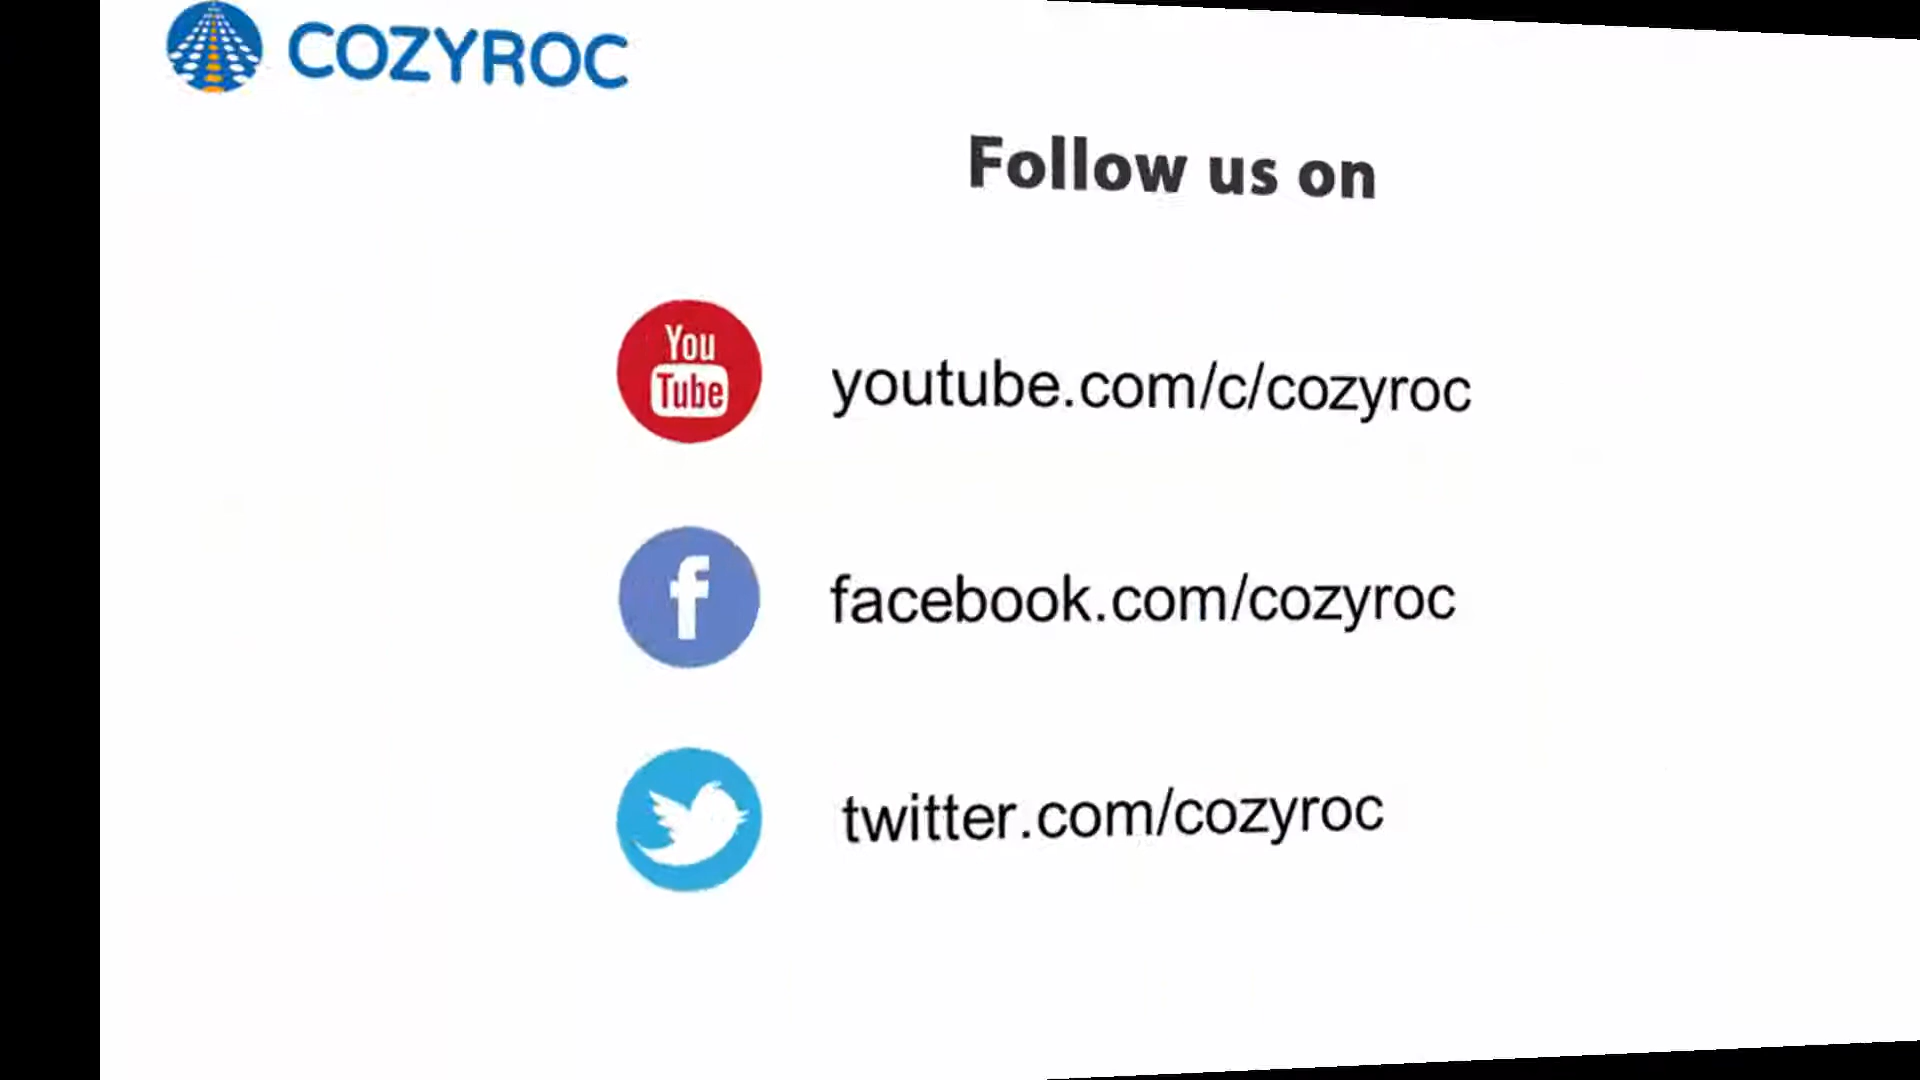 COZYROC
Follow us on
You
Tube
youtube.com/c/cozyroc
f
facebook.com/cozyroc
twitter.com/cozyroc